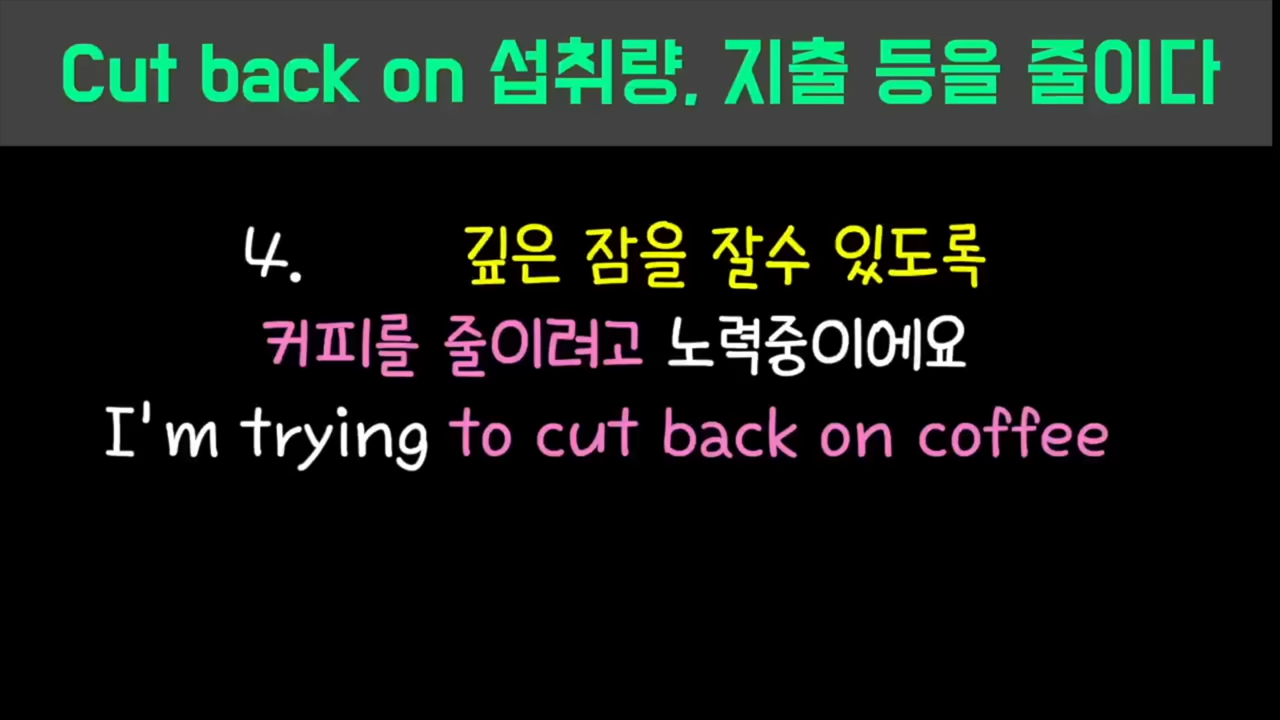 Cut back on 섭취량, 지출 등을 줄이다
4. 깊은 잠을 잘수 있도록
커피를 줄이려고 노력중이에요
I'm trying to cut back on coffee